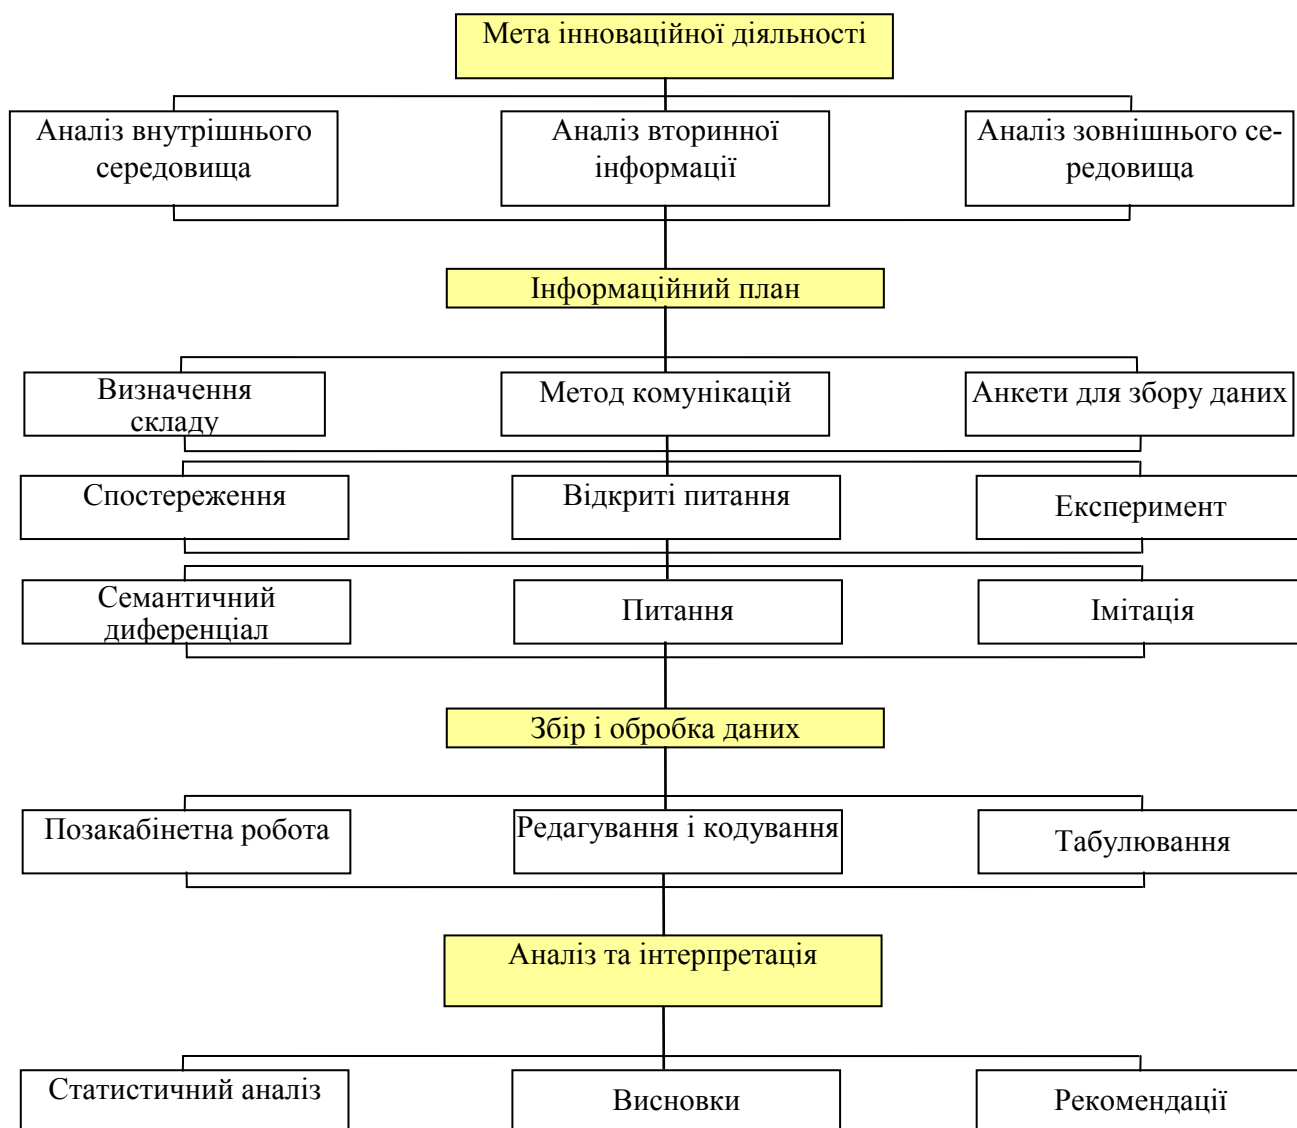 Мета інноваційної діяльності
Аналіз внутрішнього
середовища
Аналіз вторинної
інформації
Аналіз зовнішнього се-
редовища
Інформаційний план
Визначення
складу
Метод комунікацій
Анкети для збору даних
Спостереження
Відкриті питання
Експеримент
Семантичний
диференціал
Питання
Імітація
Збір і обробка даних
Позакабінетна робота
Редагування і кодування
Табулювання
Аналіз та інтерпретація
Статистичний аналіз
Висновки
Рекомендації